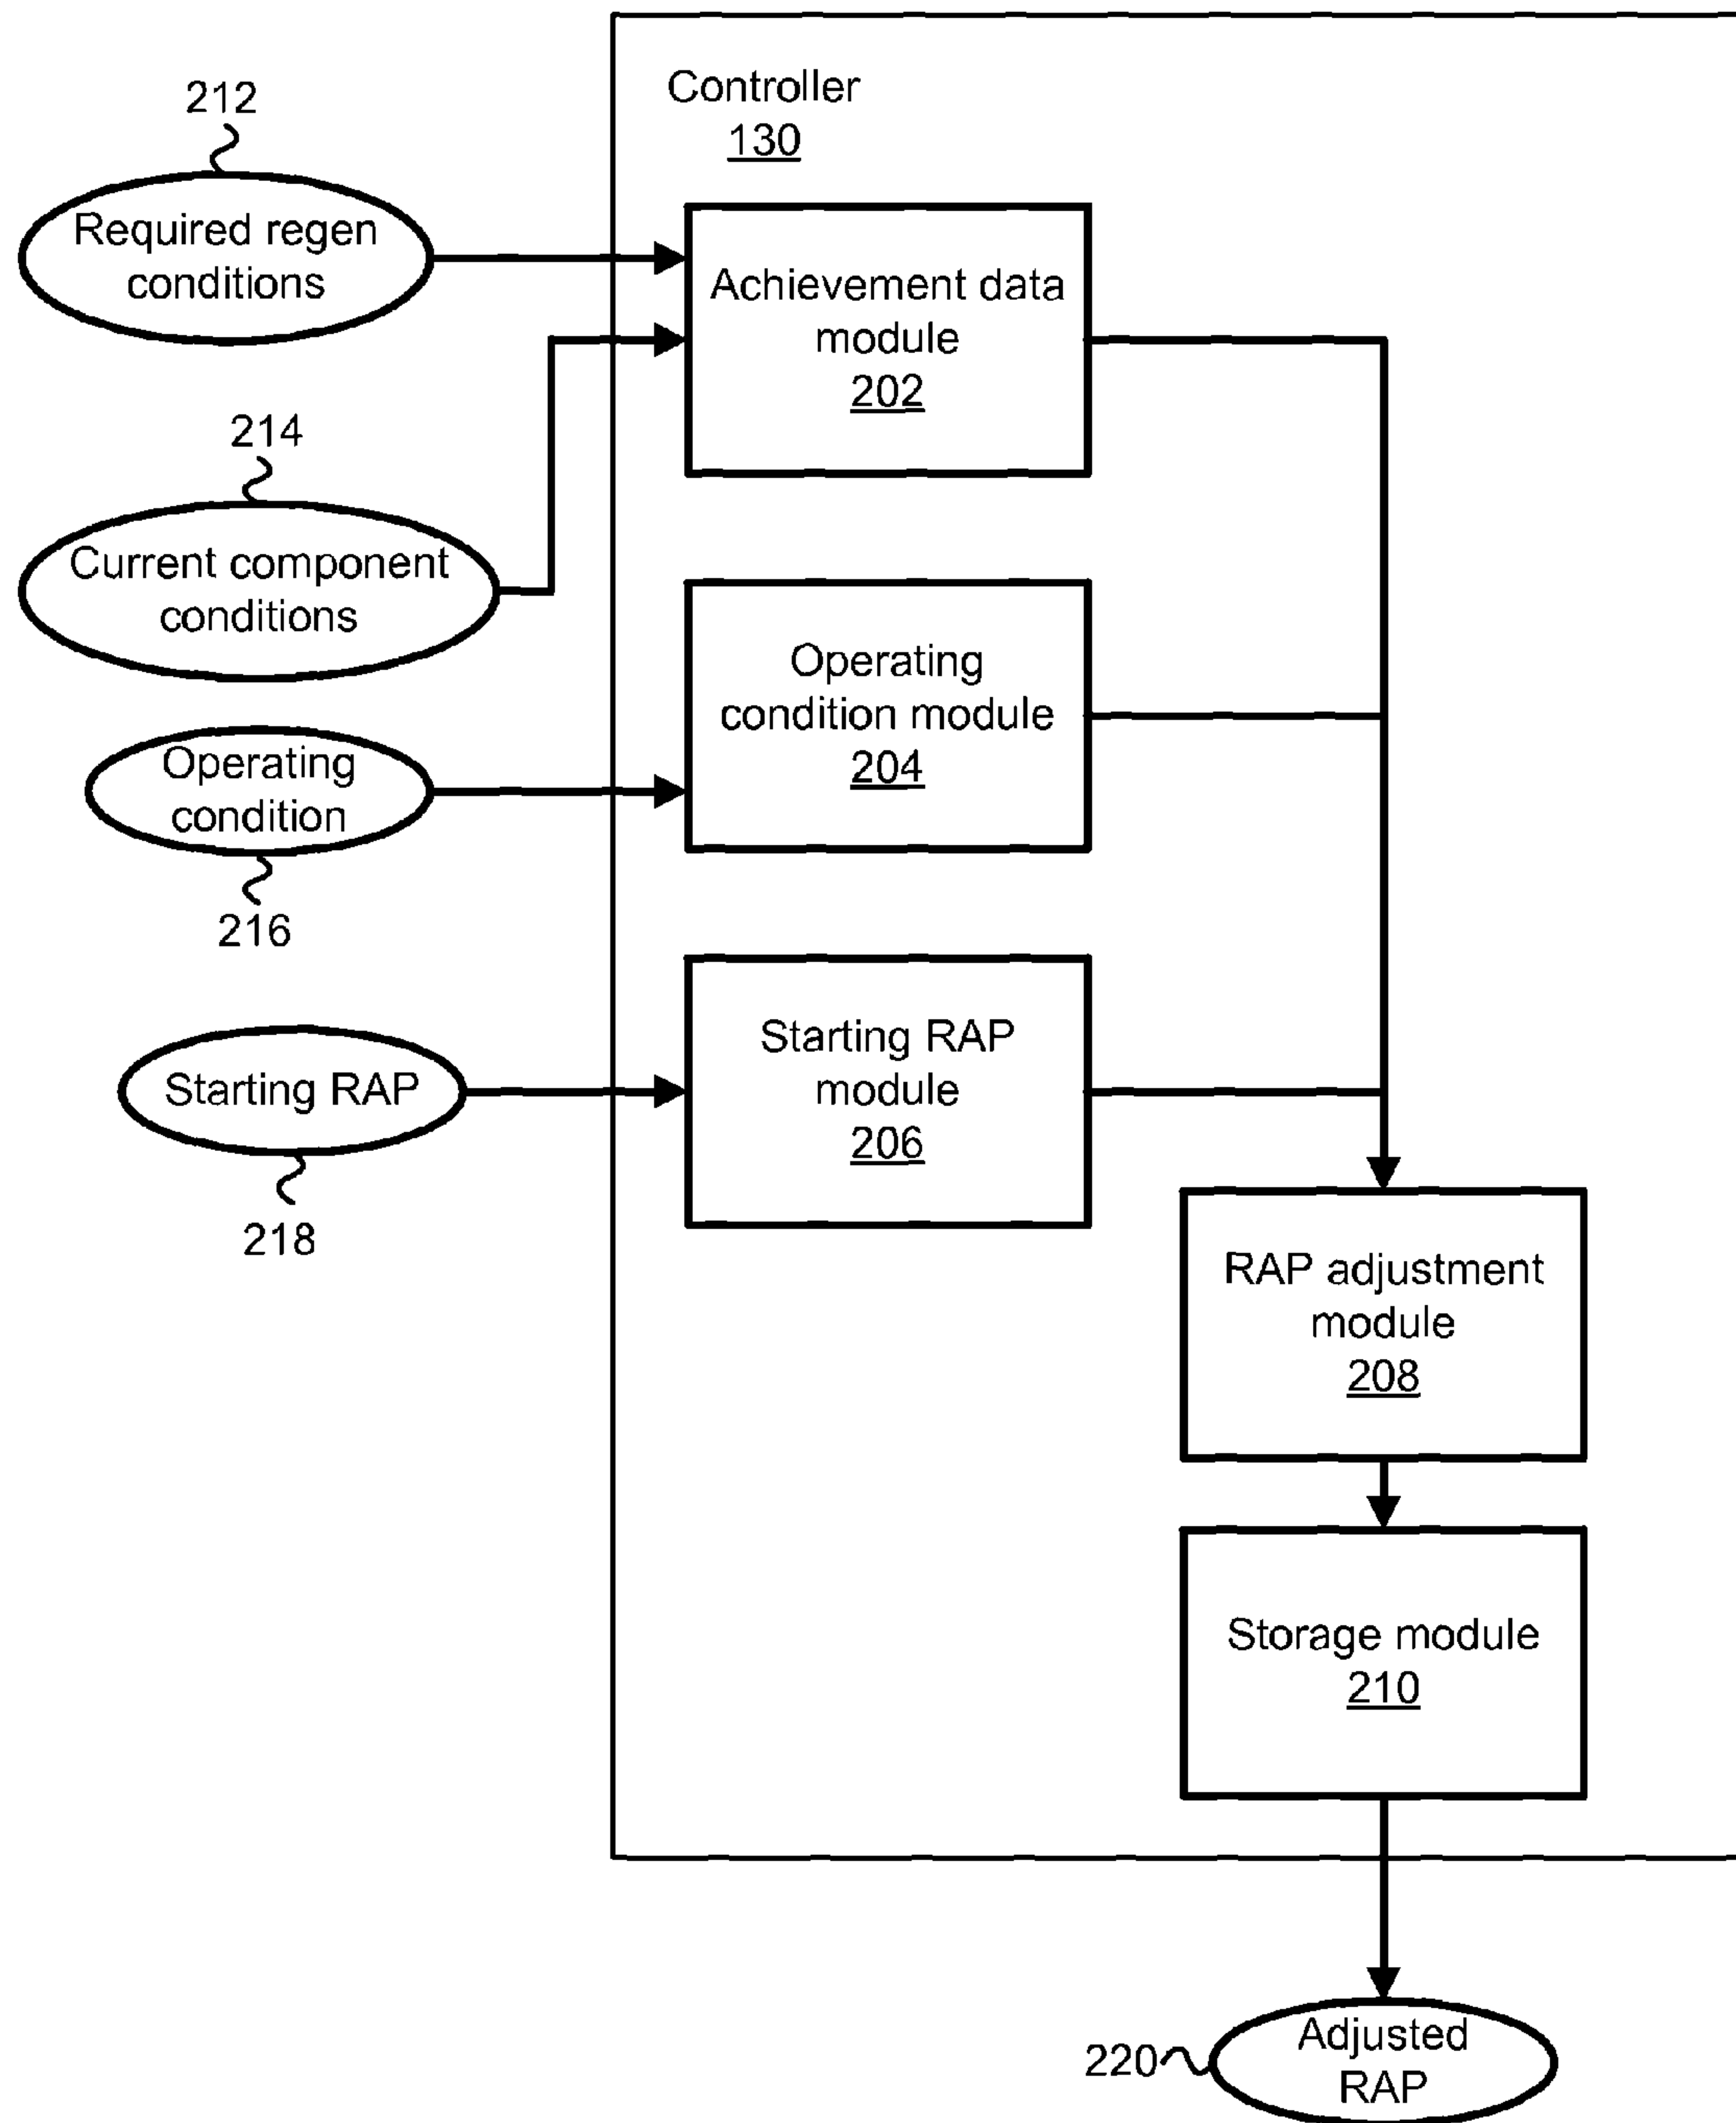 Controller
130
212
Required regen
conditions
Achievement data
module
202
214
Current component
conditions
Operating
condition module
204
Operating
condition
216
Starting RAP
module
206
Starting RAP
218
RAP adjustment
module
208
Storage module
210
220
Adjusted
RAP